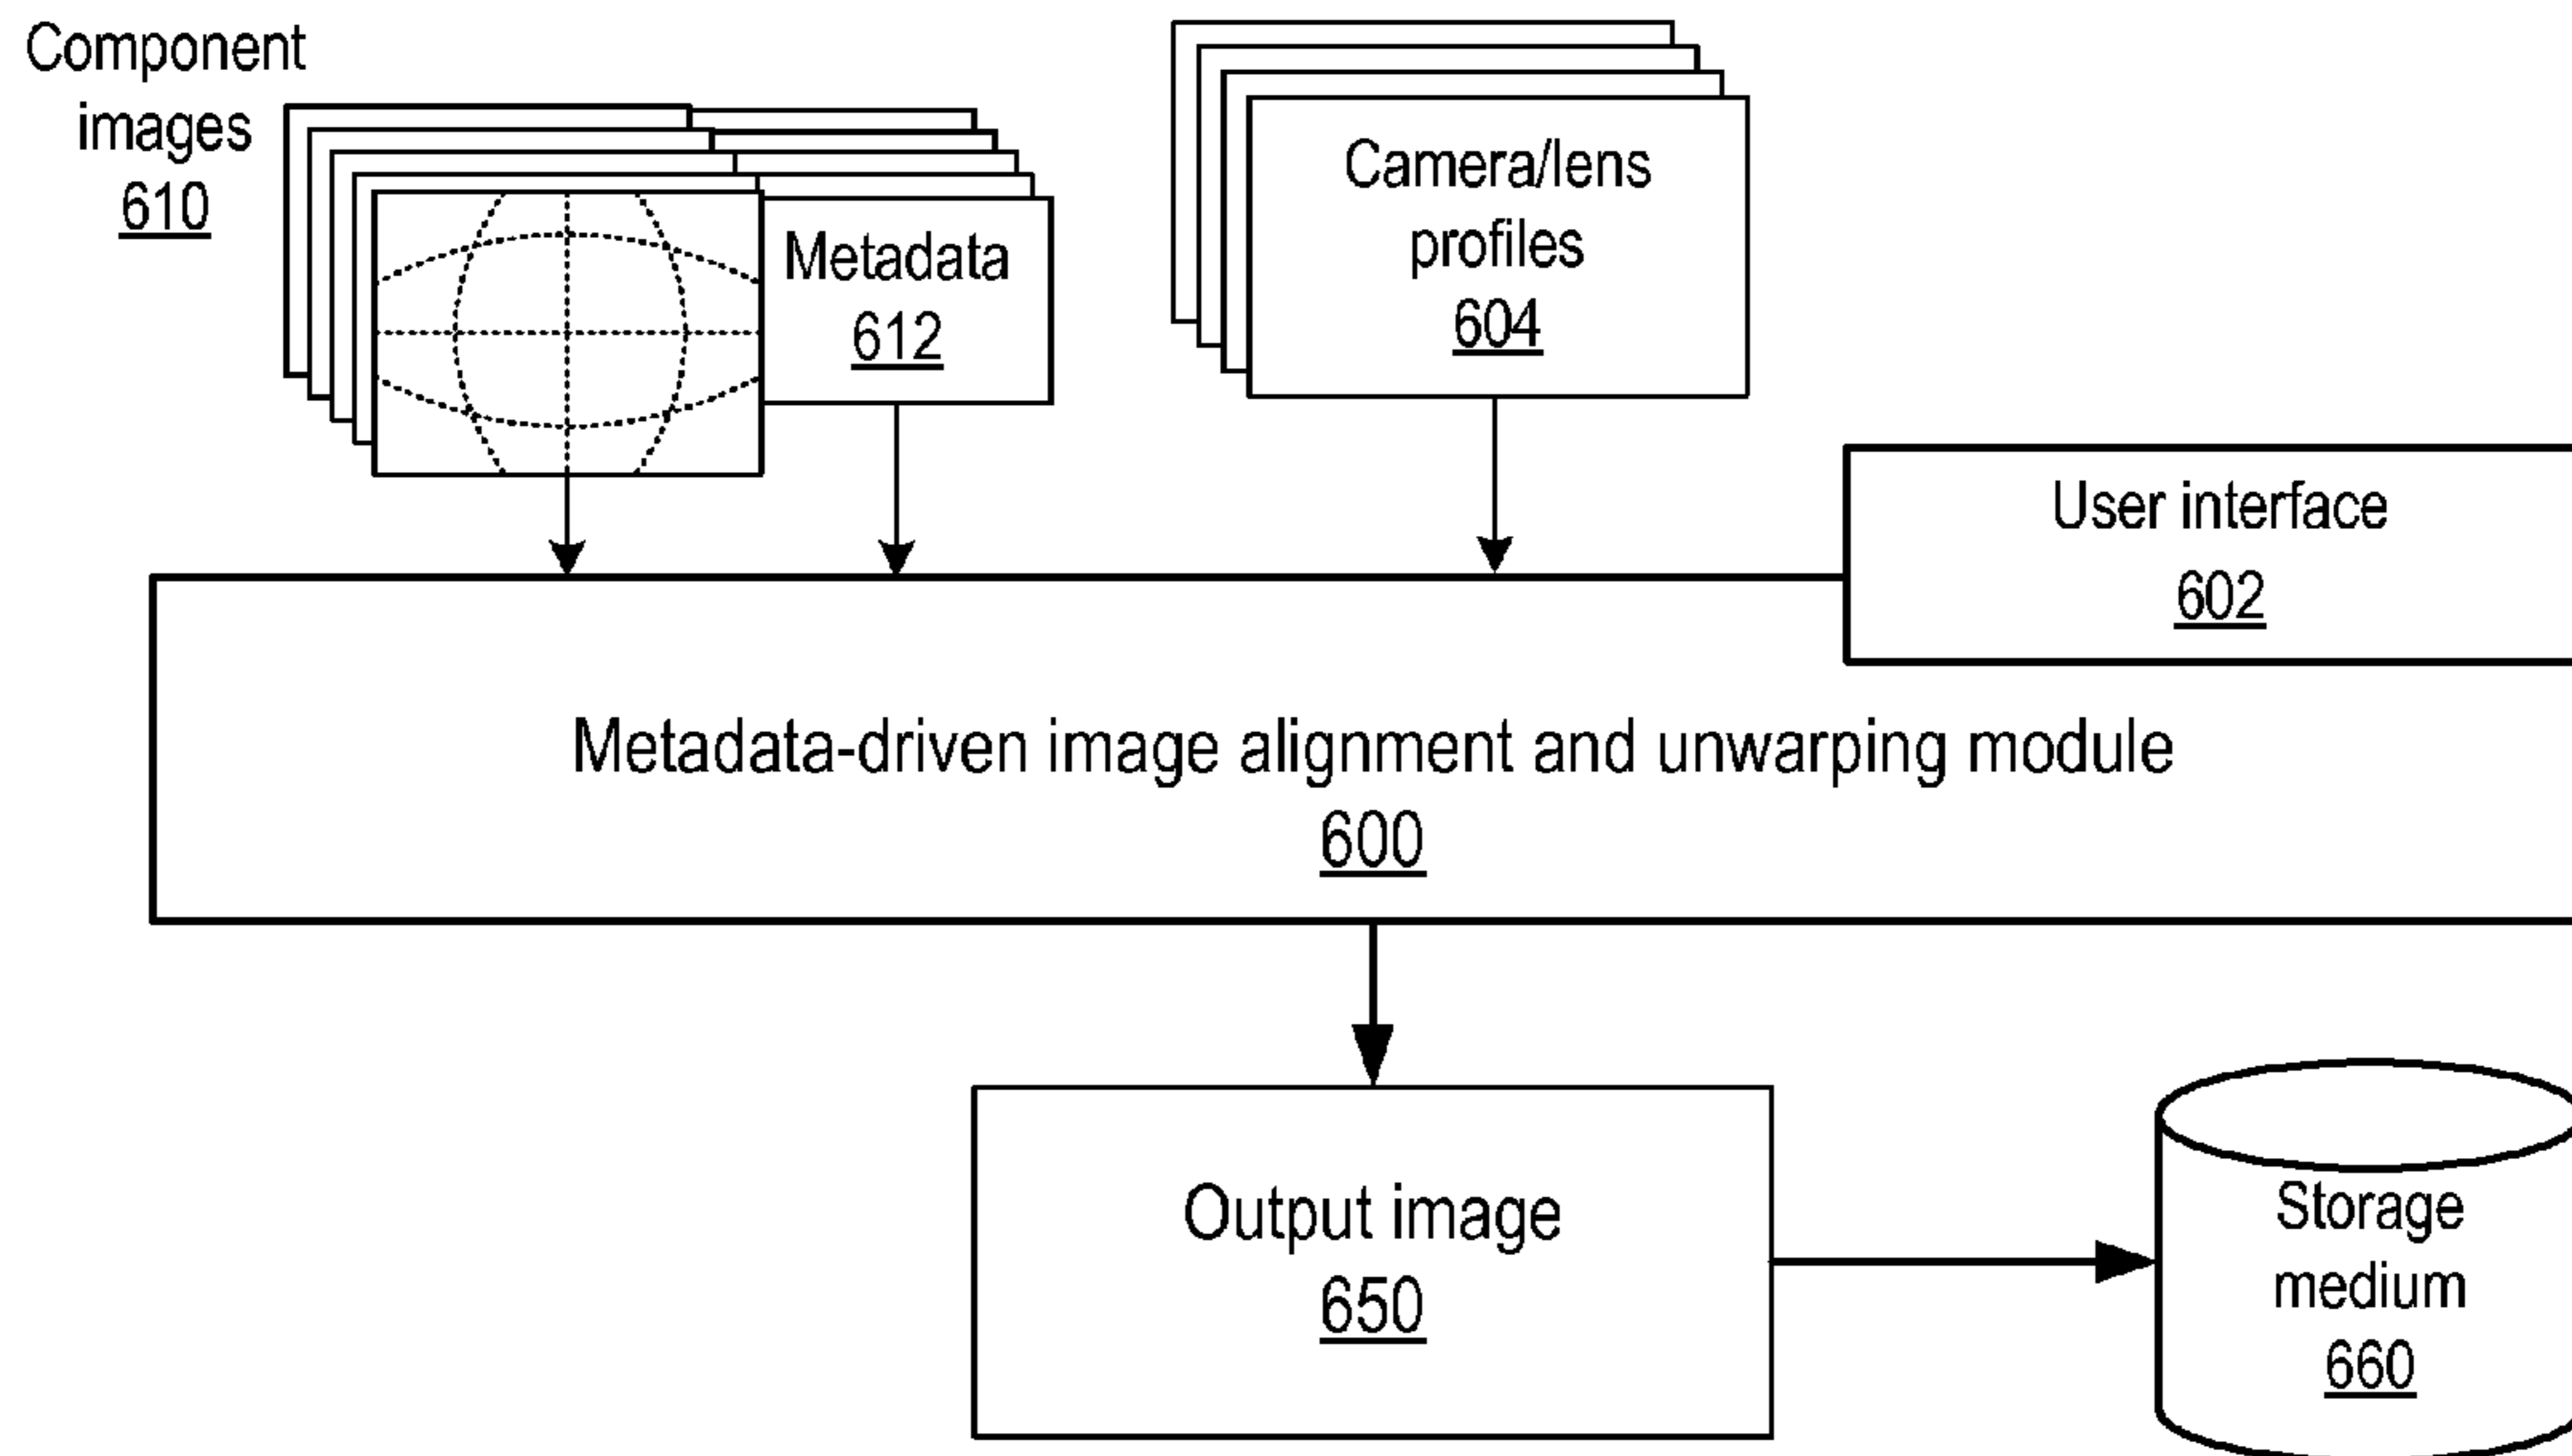 Component
images
610
Metadata
612
Camera/lens
profiles
604
User interface
602
Metadata-driven image alignment and unwarping module
600
Output image
650
Storage
medium
660